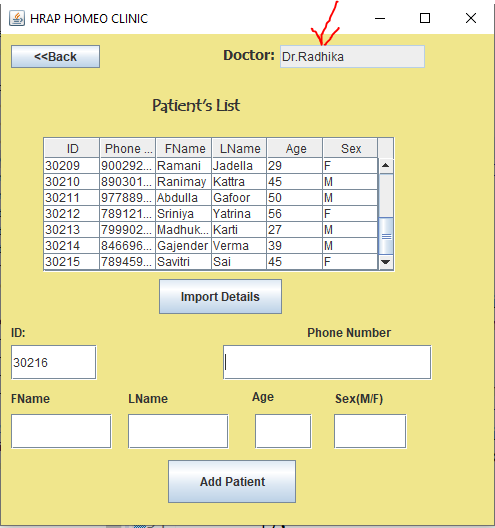 HRAP HOMEO CLINIC
<<Back Doctor: Dr.Radhika
Patient's List
ID Phone ... FName LName Age Sex
30209 900292... Ramani Jadella 29 F
30210 890301... Ranimay Kattra 45 M
30211 977889... Abdulla Gafoor 50 M
30212 789121... Sriniya Yatrina 56 F
30213 799902... Madhuk... Karti 27 M
30214 846696... Gajender Verma 39 M
30215 789459... Savitri Sai 45 F
Import Details
ID: Phone Number
30216
FName LName Age Sex(M/F)
Add Patient